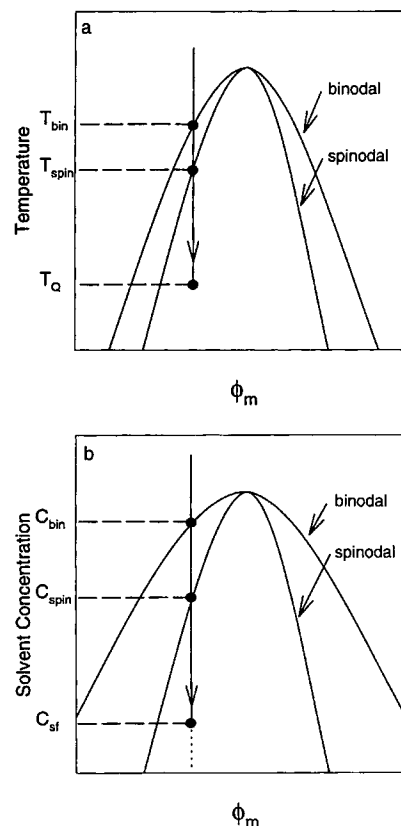 a
binodal
T_bin
spinodal
T_spin
Temperature
T_Q
ϕ_m
b
binodal
C_bin
spinodal
C_spin
Solvent Concentration
C_sf
ϕ_m